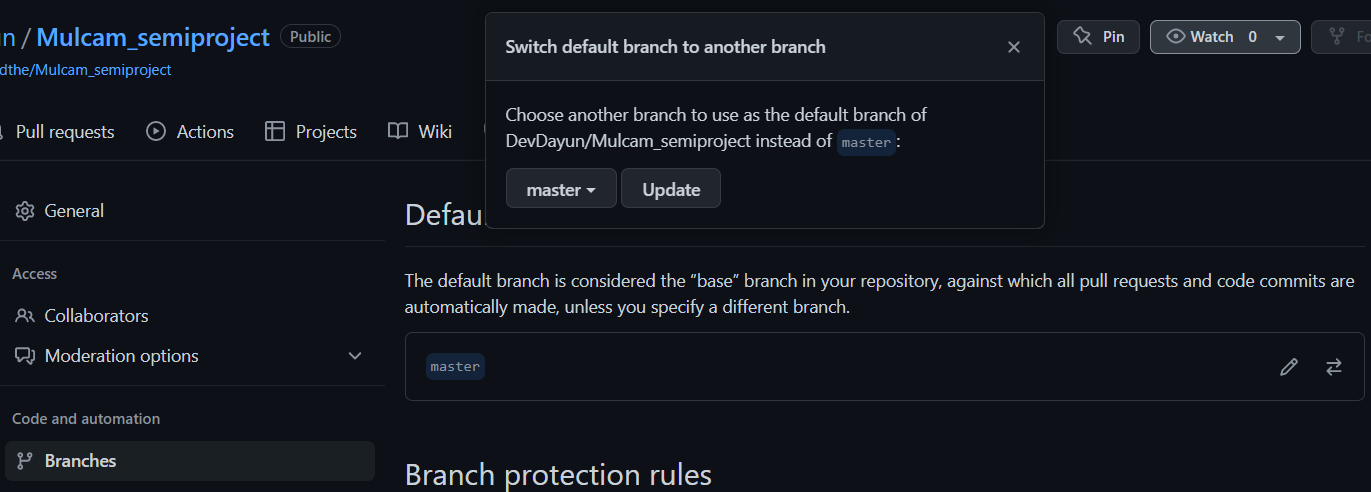 / Mulcam_semiproject Public
Pin
Watch 0
dthe/Mulcam_semiproject
Pull requests
Actions
Projects
Wiki
Switch default branch to another branch
Choose another branch to use as the default branch of
DevDayun/Mulcam_semiproject instead of master:
master
Update
General
Access
Collaborators
Moderation options
Code and automation
Branches
The default branch is considered the “base” branch in your repository, against which all pull requests and code commits are
automatically made, unless you specify a different branch.
master
Branch protection rules